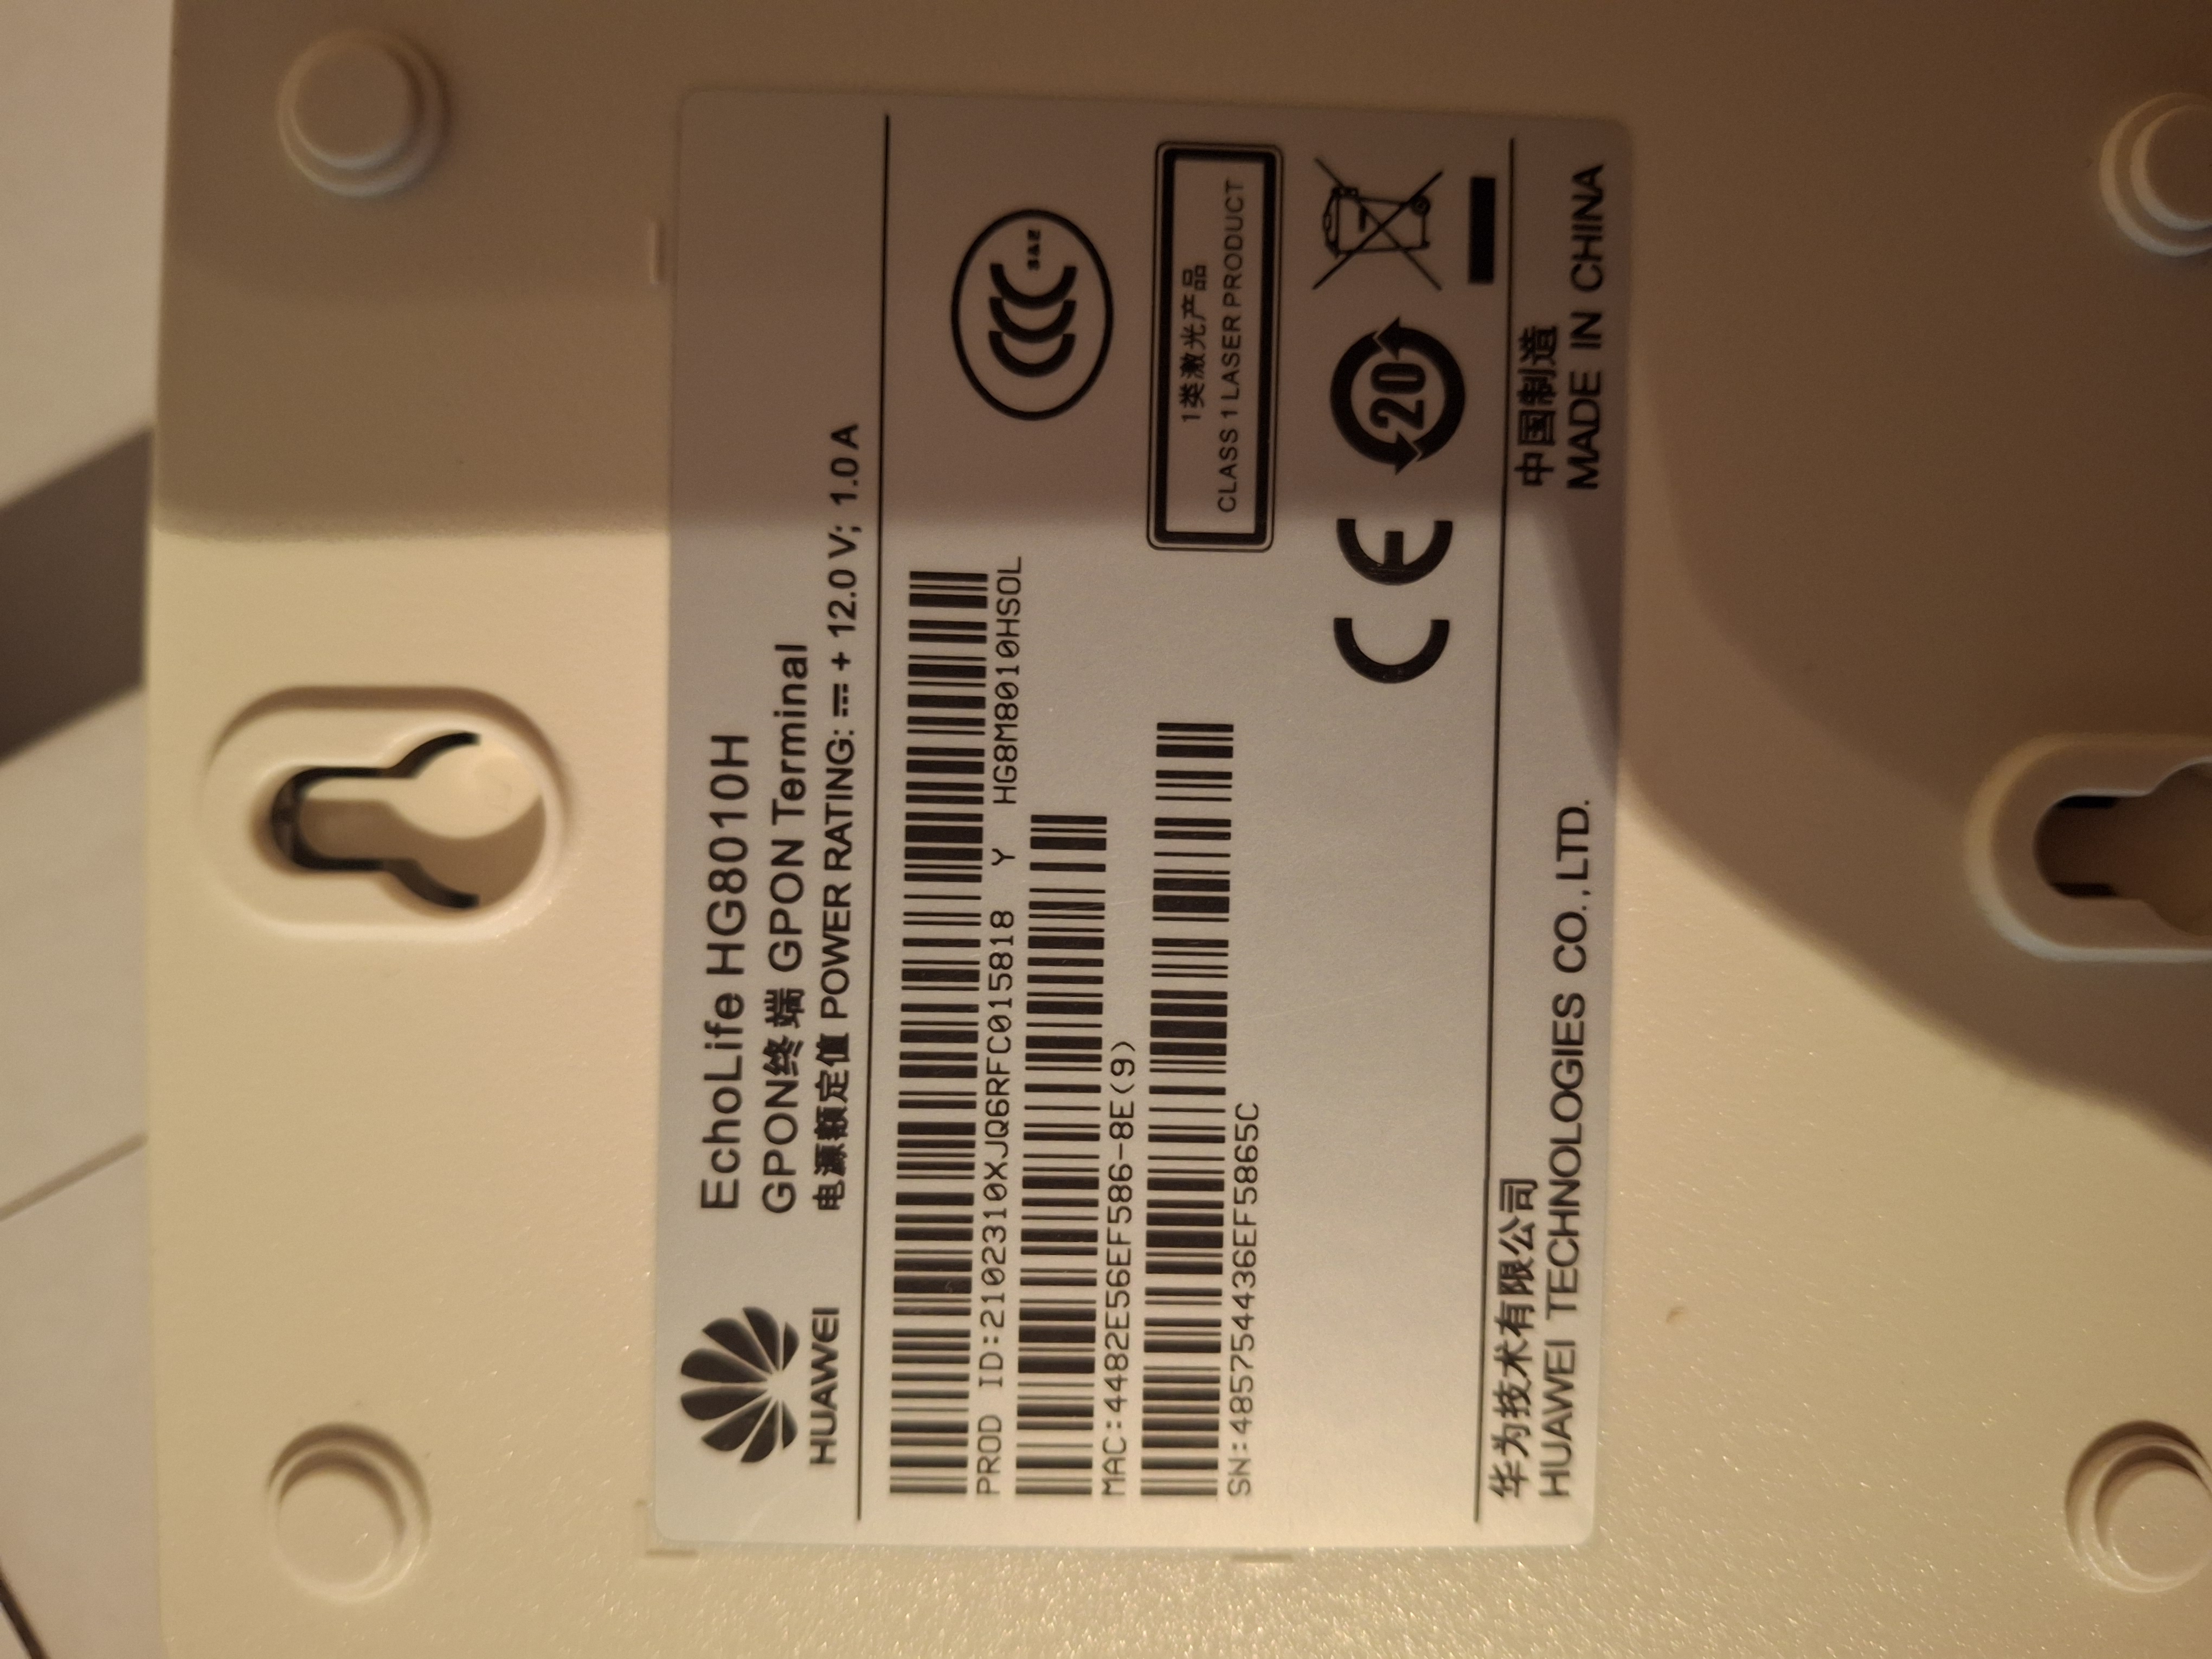 HUAWEI
EchoLife HG8010H
GPON终端 GPON Terminal
电源额定值 POWER RATING: ⎓ + 12.0 V; 1.0 A
PROD ID:2102310XJQ6RFC015818 Y HG8M8010HSOL
MAC:4482E56EF586-8E(9)
SN:485754436EF5865C
S&E
1类激光产品
CLASS 1 LASER PRODUCT
CE
20
华为技术有限公司
HUAWEI TECHNOLOGIES CO.,LTD.
中国制造
MADE IN CHINA